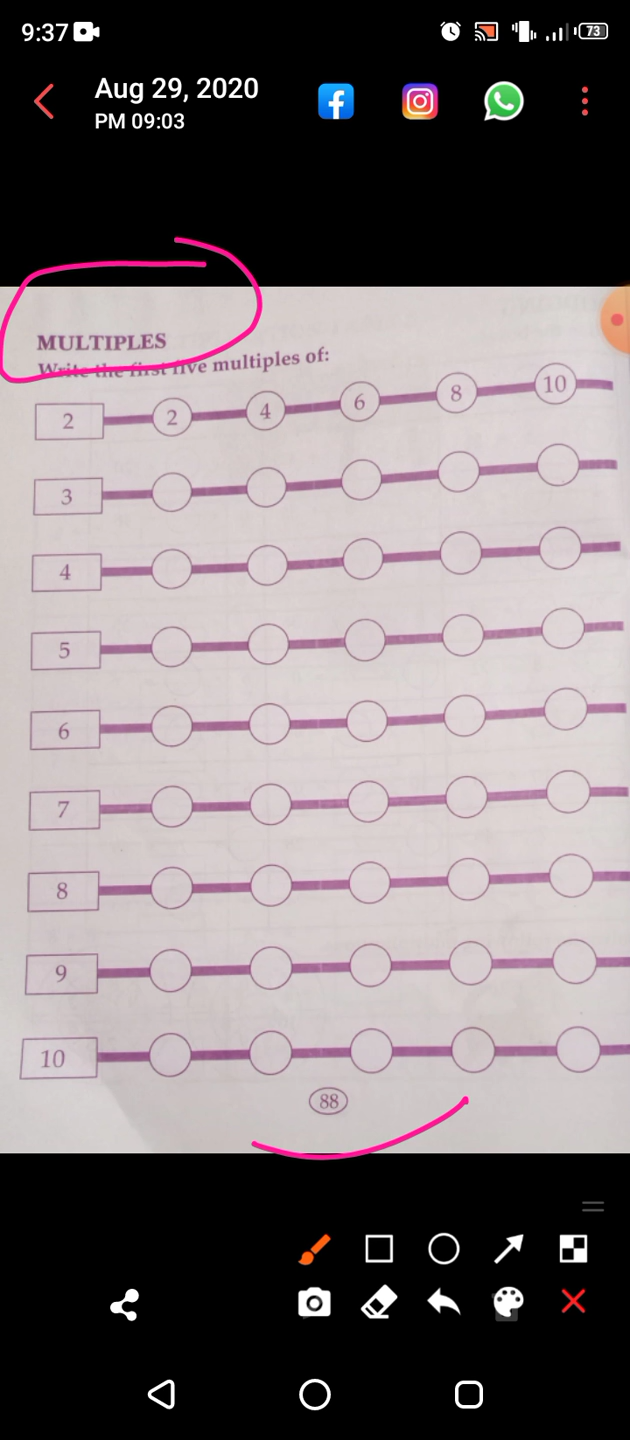 9:37
73
Aug 29, 2020
PM 09:03
MULTIPLES
Write the first five multiples of:
2 2 4 6 8 10
3
4
5
6
7
8
9
10
88